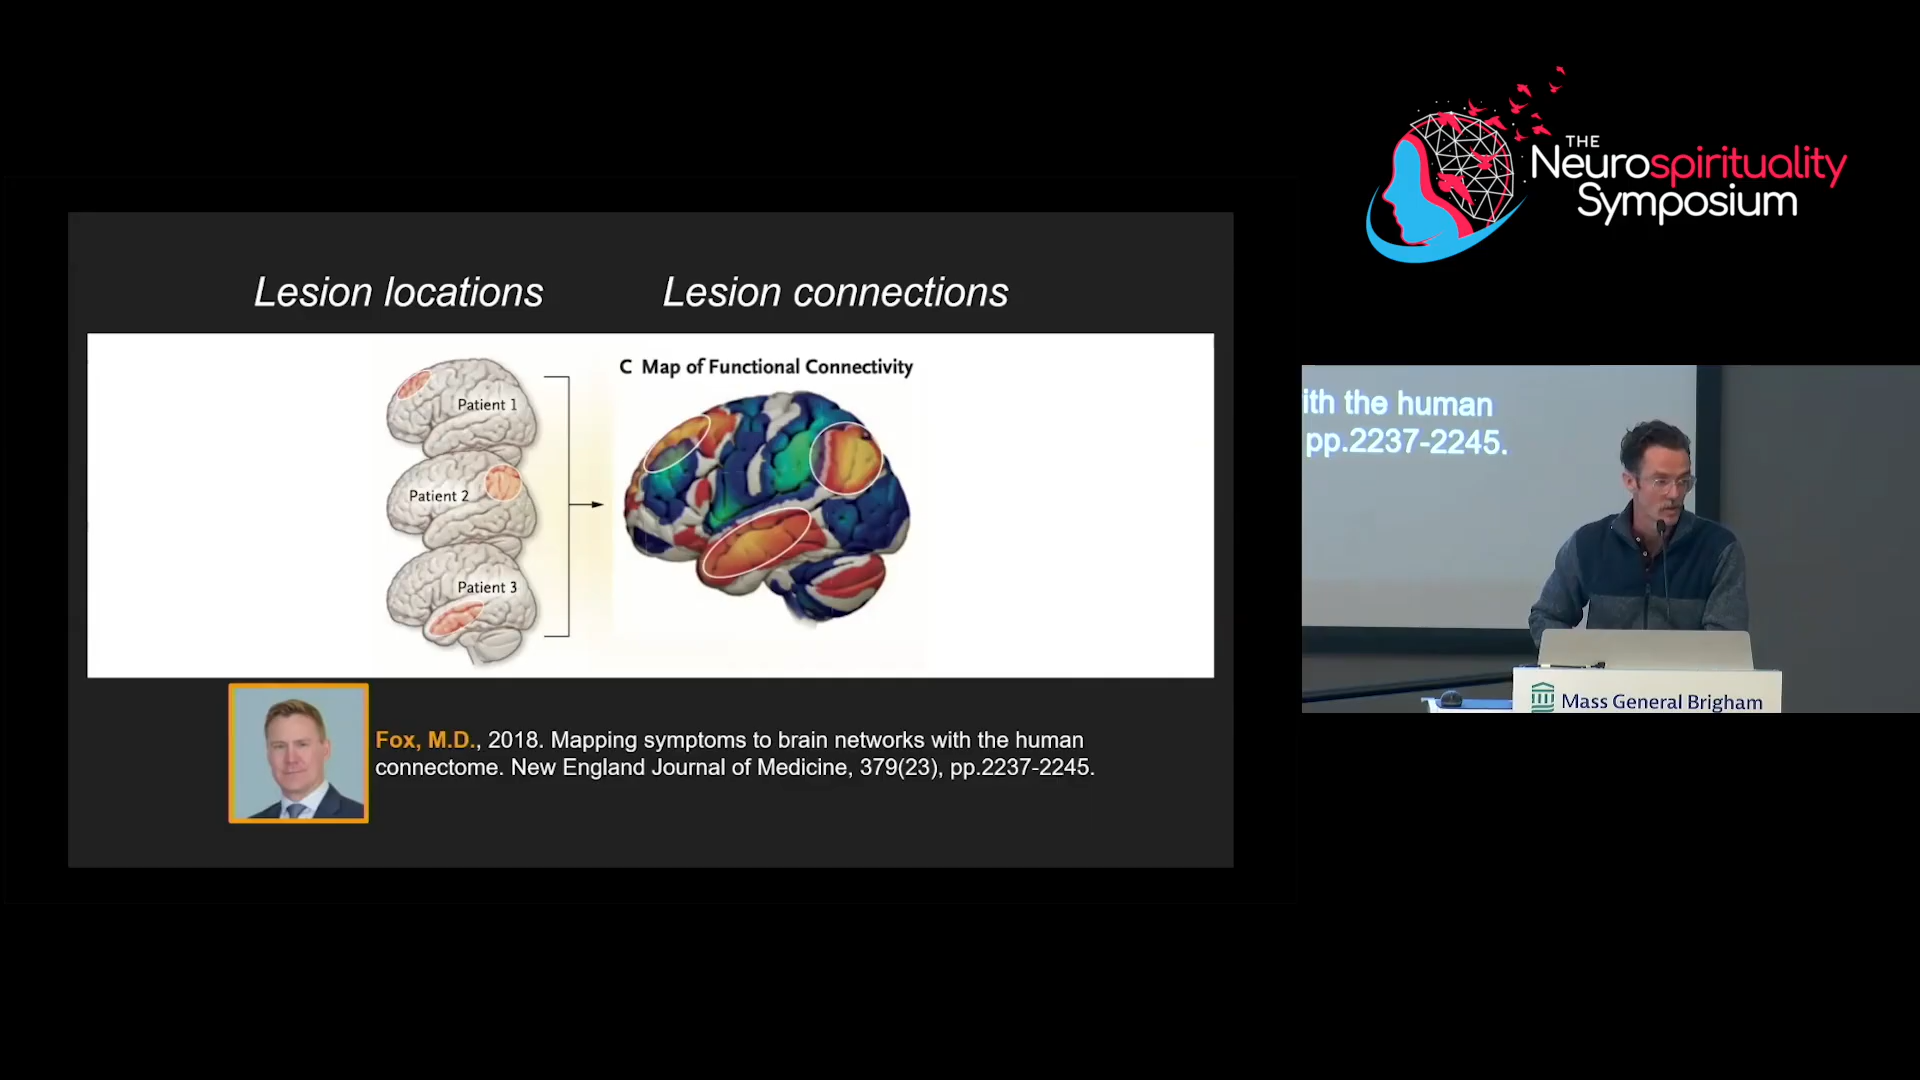 THE
Neurospirituality
Symposium
Lesion locations
Lesion connections
C Map of Functional Connectivity
Patient 1
Patient 2
Patient 3
Fox, M.D., 2018. Mapping symptoms to brain networks with the human
connectome. New England Journal of Medicine, 379(23), pp.2237-2245.
ith the human
pp.2237-2245.
Mass General Brigham